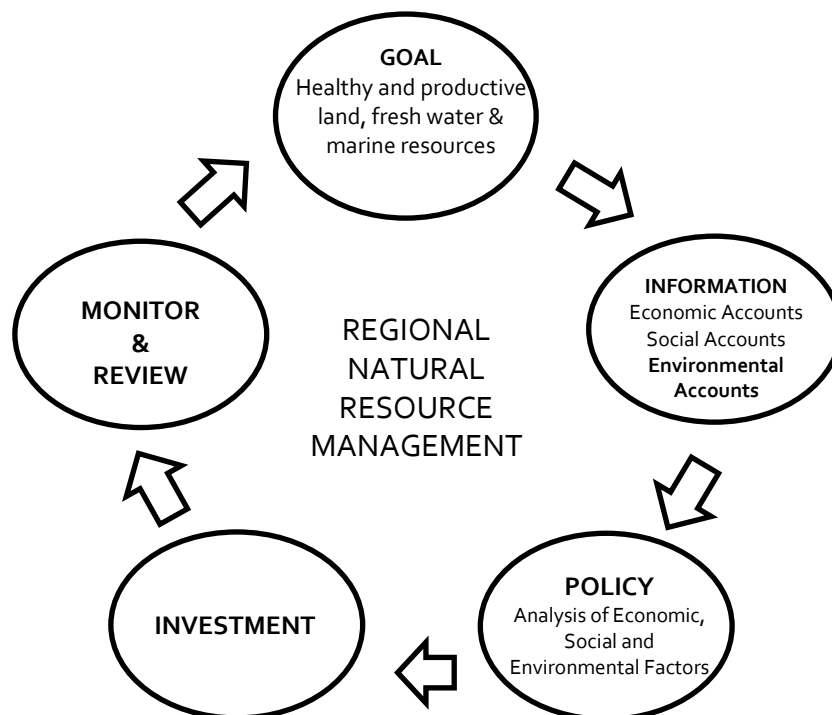 GOAL
Healthy and productive
land, fresh water &
marine resources
INFORMATION
Economic Accounts
Social Accounts
Environmental
Accounts
MONITOR
&
REVIEW
REGIONAL
NATURAL
RESOURCE
MANAGEMENT
POLICY
Analysis of Economic,
Social and
Environmental Factors
INVESTMENT